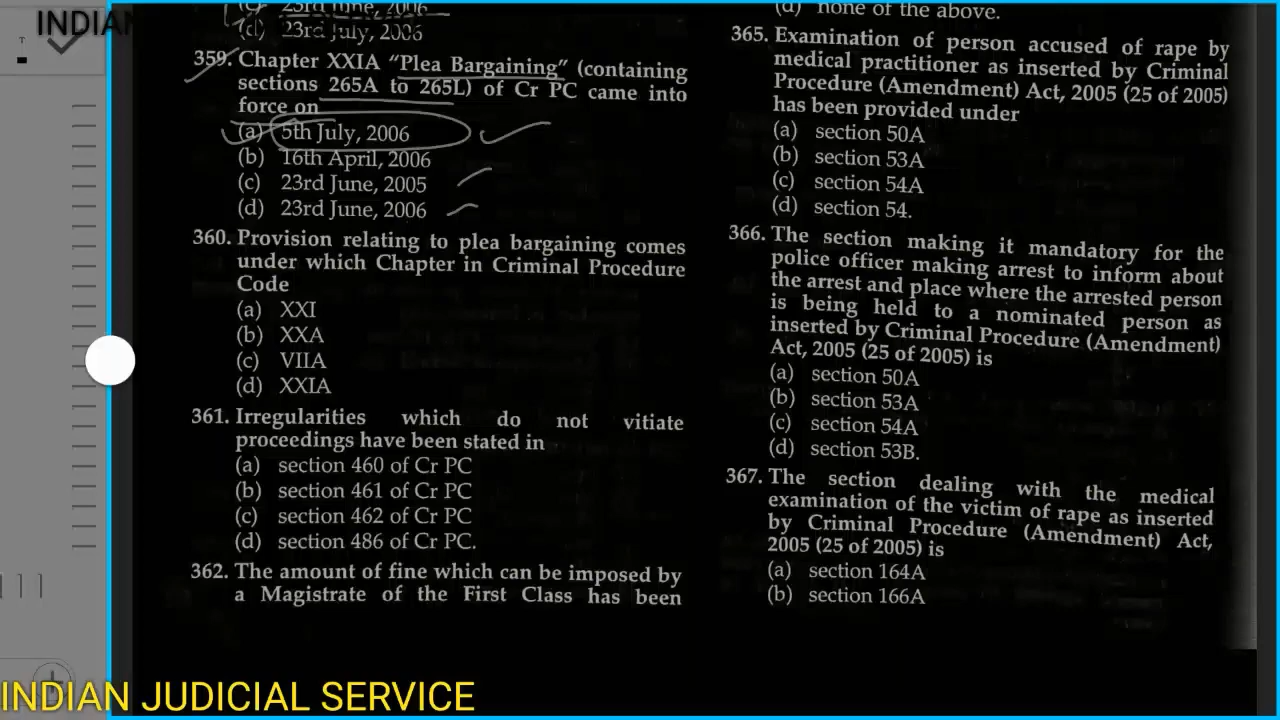 INDIAN
(c) 23rd June, 2006
(d) 23rd July, 2006
359. Chapter XXIA “Plea Bargaining” (containing
sections 265A to 265L) of Cr PC came into
force on
(a) 5th July, 2006
(b) 16th April, 2006
(c) 23rd June, 2005
(d) 23rd June, 2006
360. Provision relating to plea bargaining comes
under which Chapter in Criminal Procedure
Code
(a) XXI
(b) XXA
(c) VIIA
(d) XXIA
361. Irregularities which do not vitiate
proceedings have been stated in
(a) section 460 of Cr PC
(b) section 461 of Cr PC
(c) section 462 of Cr PC
(d) section 486 of Cr PC.
362. The amount of fine which can be imposed by
a Magistrate of the First Class has been
(d) none of the above.
365. Examination of person accused of rape by
medical practitioner as inserted by Criminal
Procedure (Amendment) Act, 2005 (25 of 2005)
has been provided under
(a) section 50A
(b) section 53A
(c) section 54A
(d) section 54.
366. The section making it mandatory for the
police officer making arrest to inform about
the arrest and place where the arrested person
is being held to a nominated person as
inserted by Criminal Procedure (Amendment)
Act, 2005 (25 of 2005) is
(a) section 50A
(b) section 53A
(c) section 54A
(d) section 53B.
367. The section dealing with the medical
examination of the victim of rape as inserted
by Criminal Procedure (Amendment) Act,
2005 (25 of 2005) is
(a) section 164A
(b) section 166A
INDIAN JUDICIAL SERVICE